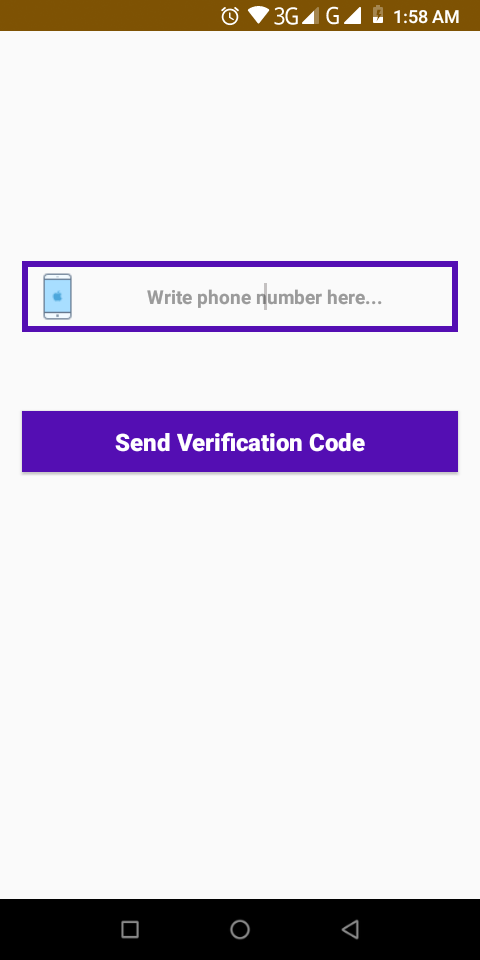 3G G 1:58 AM
Write phone number here...
Send Verification Code